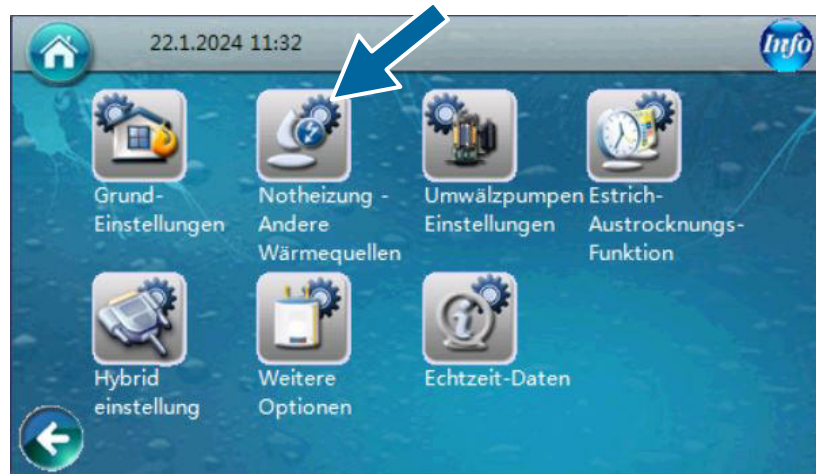 22.1.2024 11:32
Info
Grund-
Einstellungen
Notheizung -
Andere
Wärmequellen
Umwälzpumpen
Einstellungen
Estrich-
Austrocknungs-
Funktion
Hybrid
einstellung
Weitere
Optionen
Echtzeit-Daten